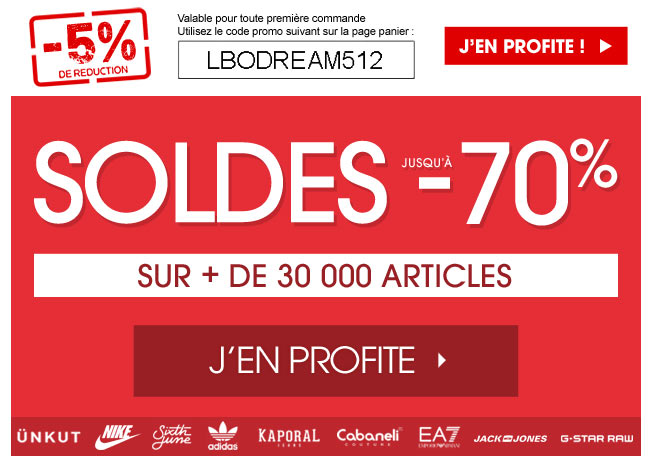 -5%
DE REDUCTION
Valable pour toute première commande
Utilisez le code promo suivant sur la page panier :
LBODREAM512
J'EN PROFITE !
SOLDES JUSQU'À -70%
SUR + DE 30 000 ARTICLES
J'EN PROFITE
ÜNKUT NIKE Sixth June adidas KAPORAL JEANS Cabaneli COUTURE EA7 EMPORIO ARMANI JACK JONES G-STAR RAW